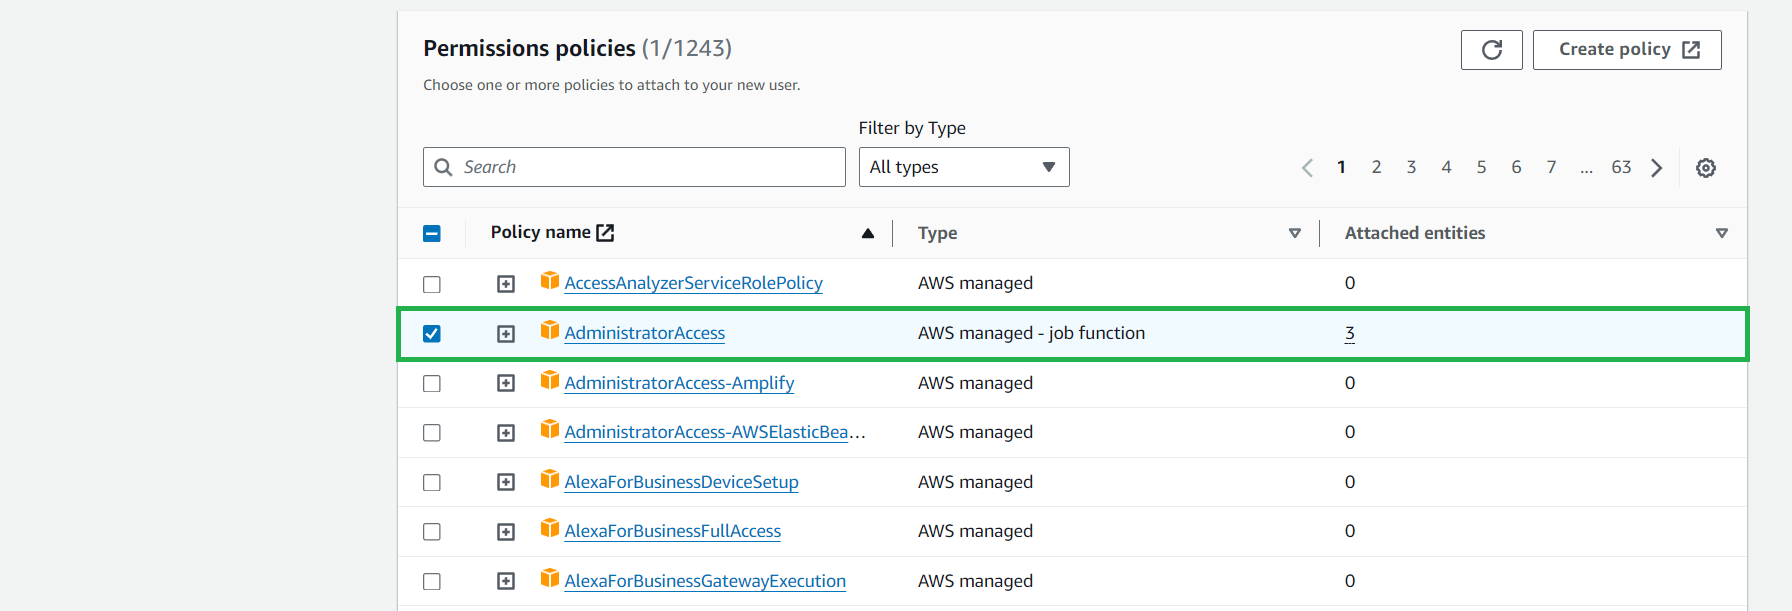 Permissions policies (1/1243)
Create policy
Choose one or more policies to attach to your new user.
Filter by Type
Search
All types
1 2 3 4 5 6 7 ... 63
Policy name Type Attached entities
AccessAnalyzerServiceRolePolicy AWS managed 0
AdministratorAccess AWS managed - job function 3
AdministratorAccess-Amplify AWS managed 0
AdministratorAccess-AWSElasticBea... AWS managed 0
AlexaForBusinessDeviceSetup AWS managed 0
AlexaForBusinessFullAccess AWS managed 0
AlexaForBusinessGatewayExecution AWS managed 0